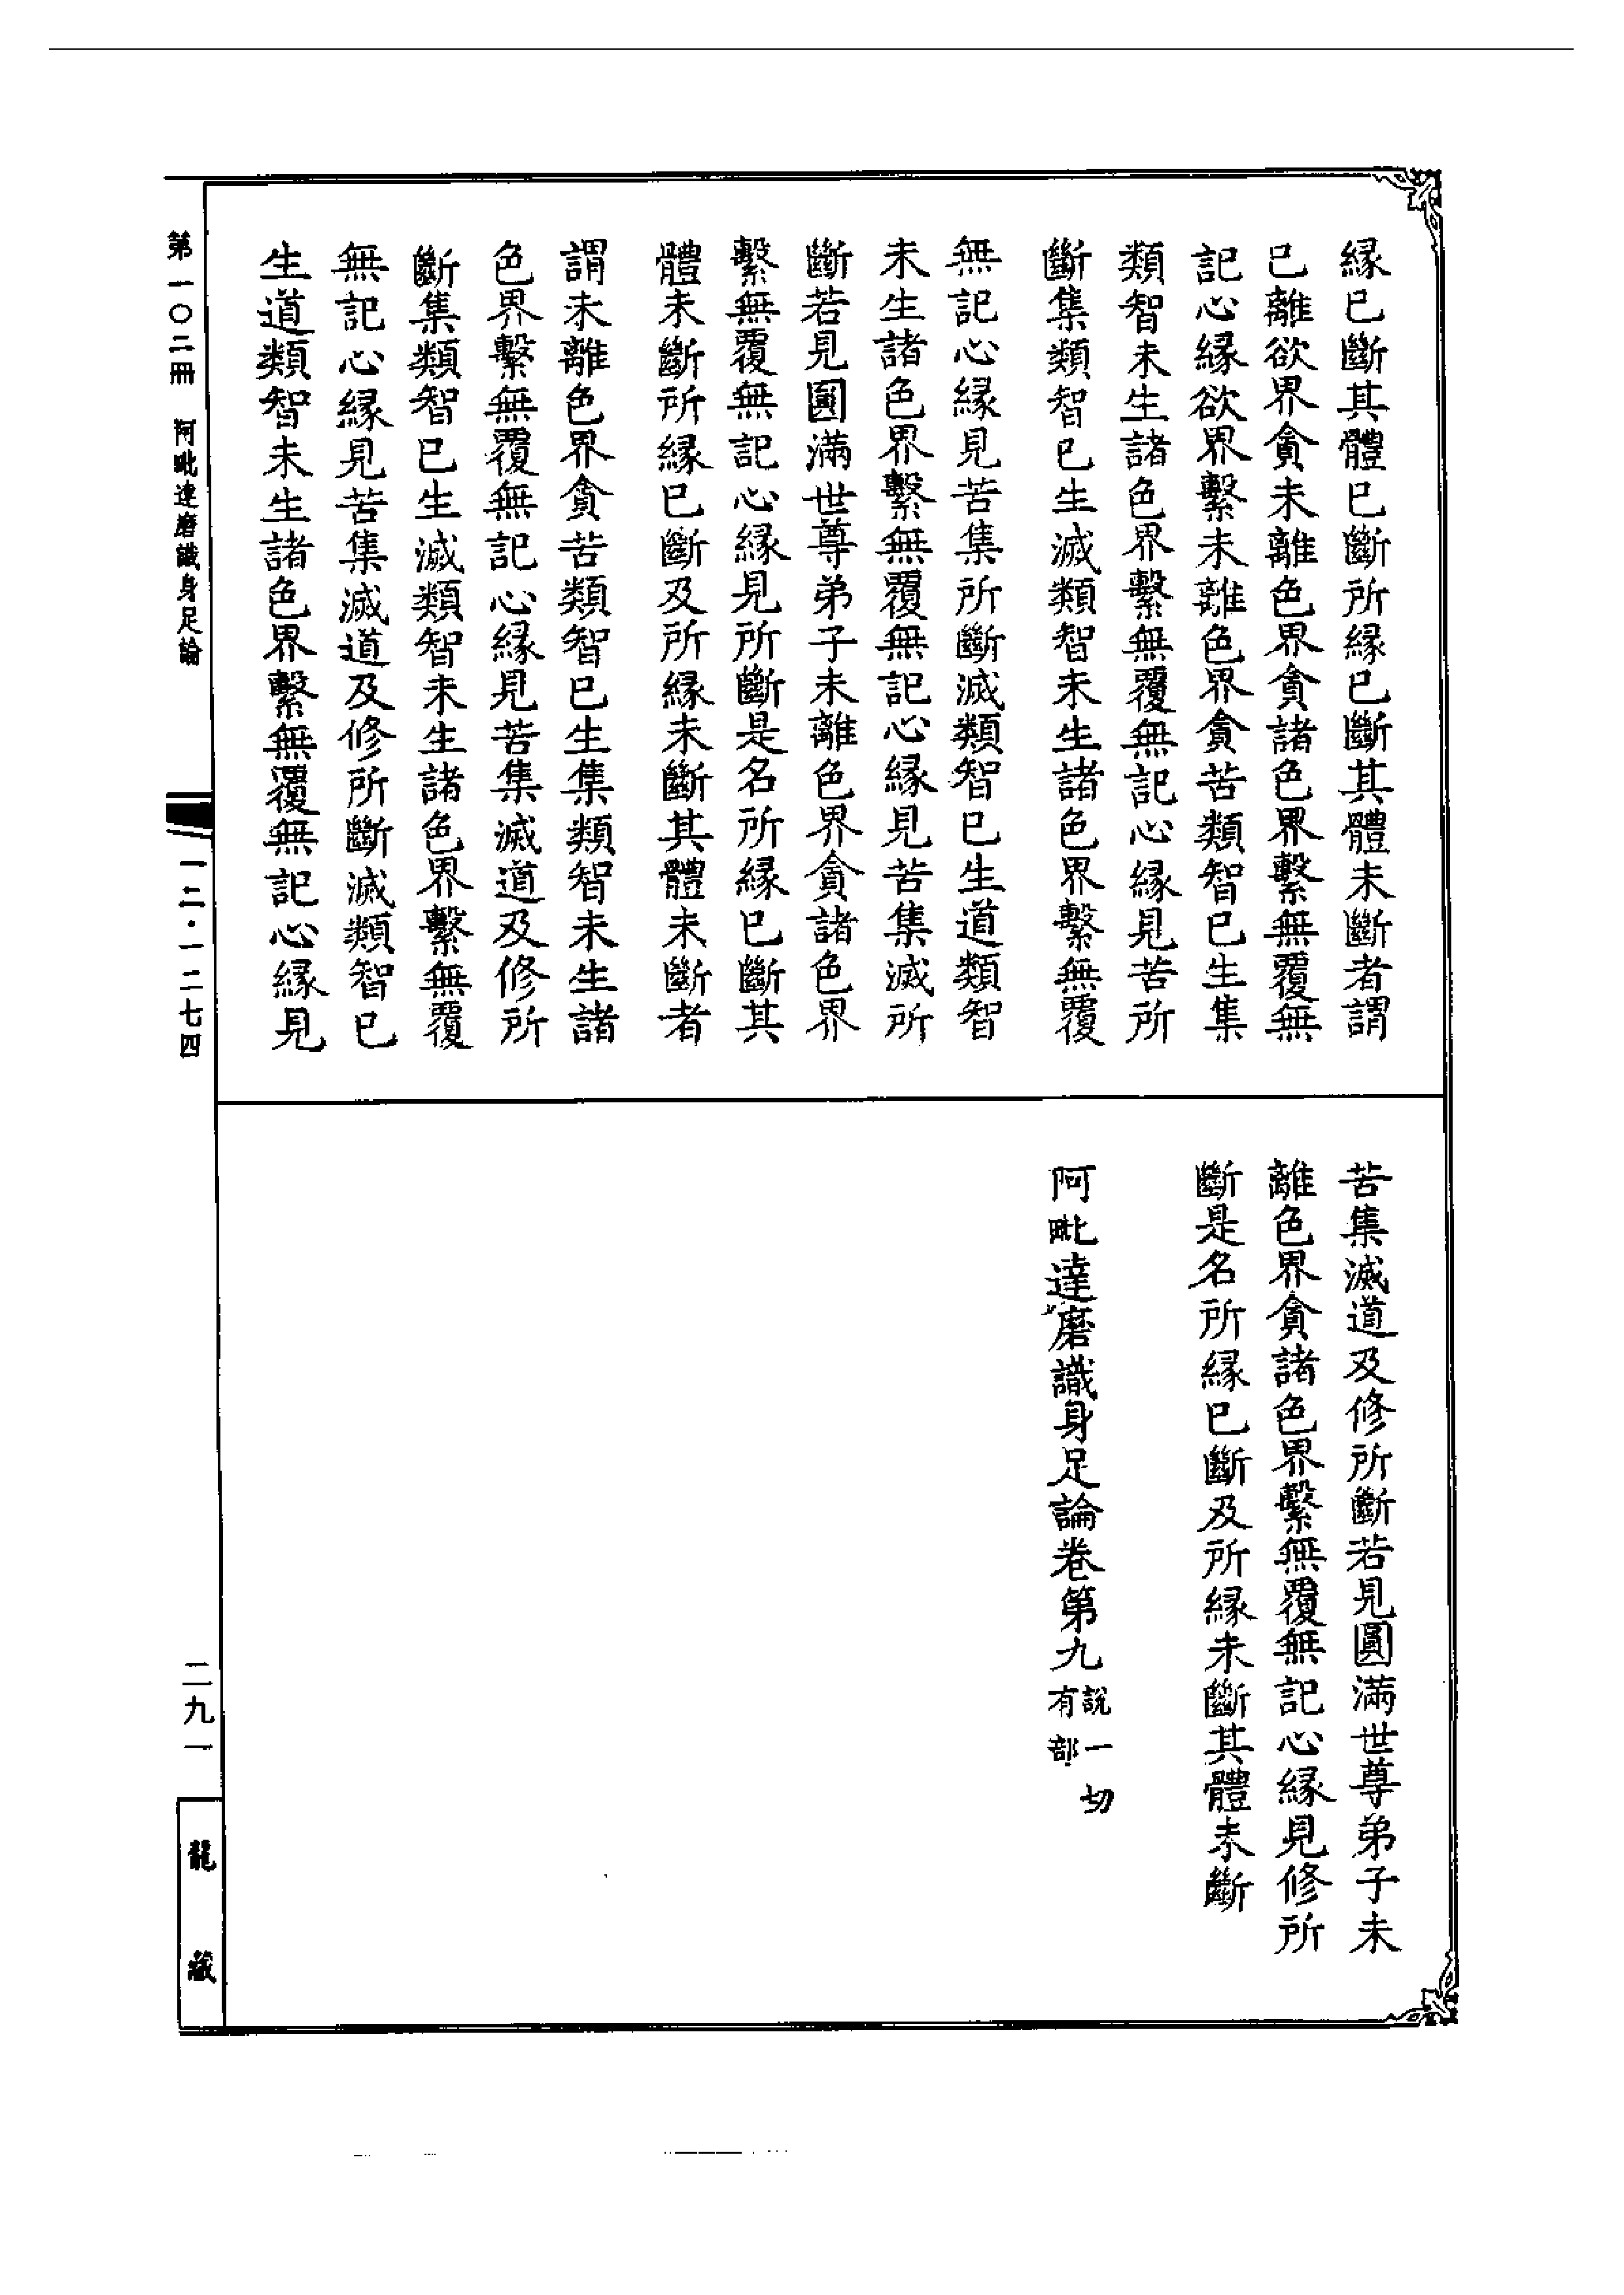 縁已斷其體已斷所縁已斷其體未斷者謂
已離欲界貪未離色界貪諸色界繫無覆無
記心縁欲界繫未離色界貪苦類智已生集
類智未生諸色界繫無覆無記心縁見苦所
斷集類智已生滅類智未生諸色界繫無覆
無記心縁見苦集所斷滅類智已生道類智
未生諸色界繫無覆無記心縁見苦集滅所
斷若見圓滿世尊弟子未離色界貪諸色界
繫無覆無記心縁見所斷是名所縁已斷其
體未斷所縁已斷及所縁未斷其體未斷者
謂未離色界貪苦類智已生集類智未生諸
色界繫無覆無記心縁見苦集滅道及修所
斷集類智已生滅類智未生諸色界繫無覆
無記心縁見苦集滅道及修所斷滅類智已
生道類智未生諸色界繫無覆無記心縁見
苦集滅道及修所斷若見圓滿世尊弟子未
離色界貪諸色界繫無覆無記心縁見修所
斷是名所縁已斷及所縁未斷其體未斷
阿毗達磨識身足論卷第九
說一切
有部
第一〇二冊 阿毗達磨識身足論
一二·一二七四
二九一
龍藏